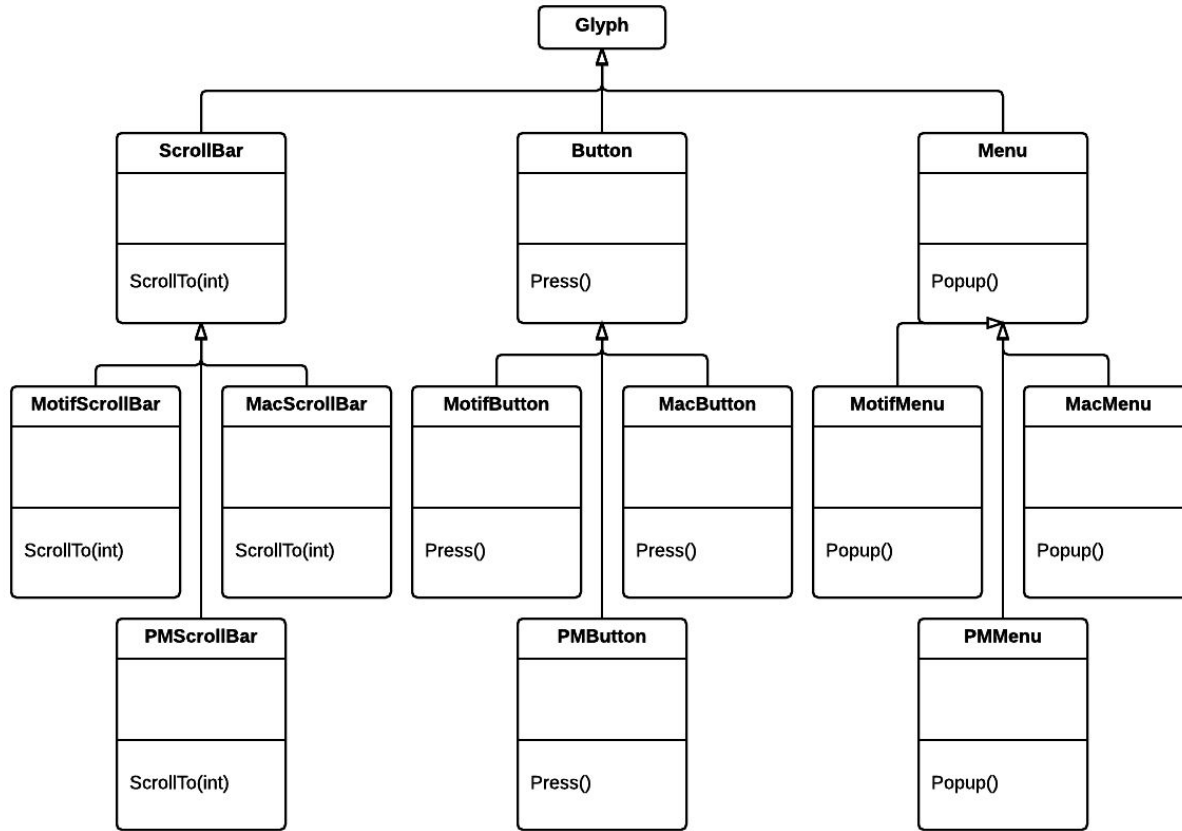 Glyph
ScrollBar
ScrollTo(int)
Button
Press()
Menu
Popup()
MotifScrollBar
ScrollTo(int)
MacScrollBar
ScrollTo(int)
MotifButton
Press()
MacButton
Press()
MotifMenu
Popup()
MacMenu
Popup()
PMScrollBar
ScrollTo(int)
PMButton
Press()
PMMenu
Popup()